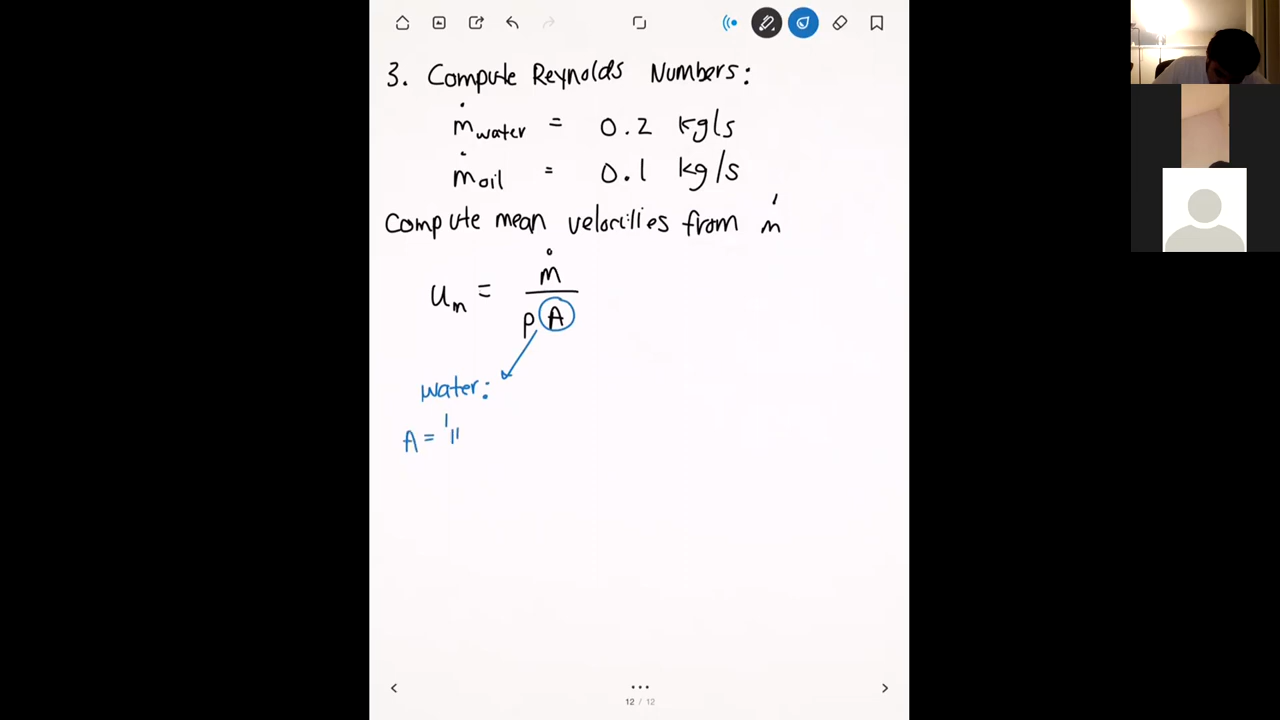 3. Compute Reynolds Numbers:
ṁwater = 0.2 kg/s
ṁoil = 0.1 kg/s
Compute mean velocities from ṁ
um = ṁ / ρA
water:
A =
12 / 12